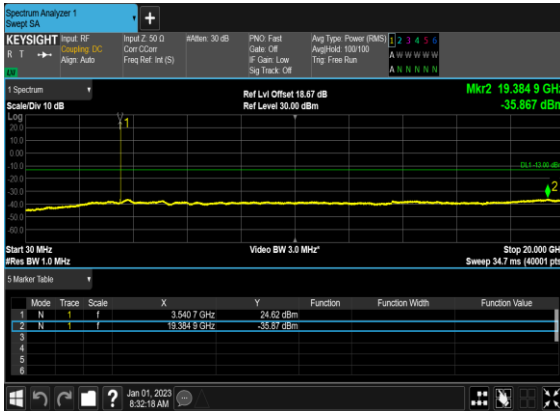 Spectrum Analyzer 1
Swept SA
+
KEYSIGHT Input: RF Input Z: 50 Ω #Atten: 30 dB PNO: Fast Avg Type: Power (RMS) 1 2 3 4 5 6
R T Coupling: DC Corr CCorr Gate: Off Avg|Hold: 100/100 A W W W W W
Align: Auto Freq Ref: Int (S) IF Gain: Low Trig: Free Run
Sig Track: Off A N N N N N
1 Spectrum
Ref Lvl Offset 18.67 dB Mkr2 19.384 9 GHz
Scale/Div 10 dB Ref Level 30.00 dBm -35.867 dBm
Log
20.0
10.0
0.00
-10.0
DL1 -13.00 dBm
-20.0
-30.0
-40.0
-50.0
-60.0
1
2
Start 30 MHz Video BW 3.0 MHz* Stop 20.000 GHz
#Res BW 1.0 MHz Sweep 34.7 ms (40001 pts)
5 Marker Table
Mode Trace Scale X Y Function Function Width Function Value
1 N 1 f 3.540 7 GHz 24.62 dBm
2 N 1 f 19.384 9 GHz -35.87 dBm
3
4
5
6
? Jan 01, 2023
8:32:18 AM